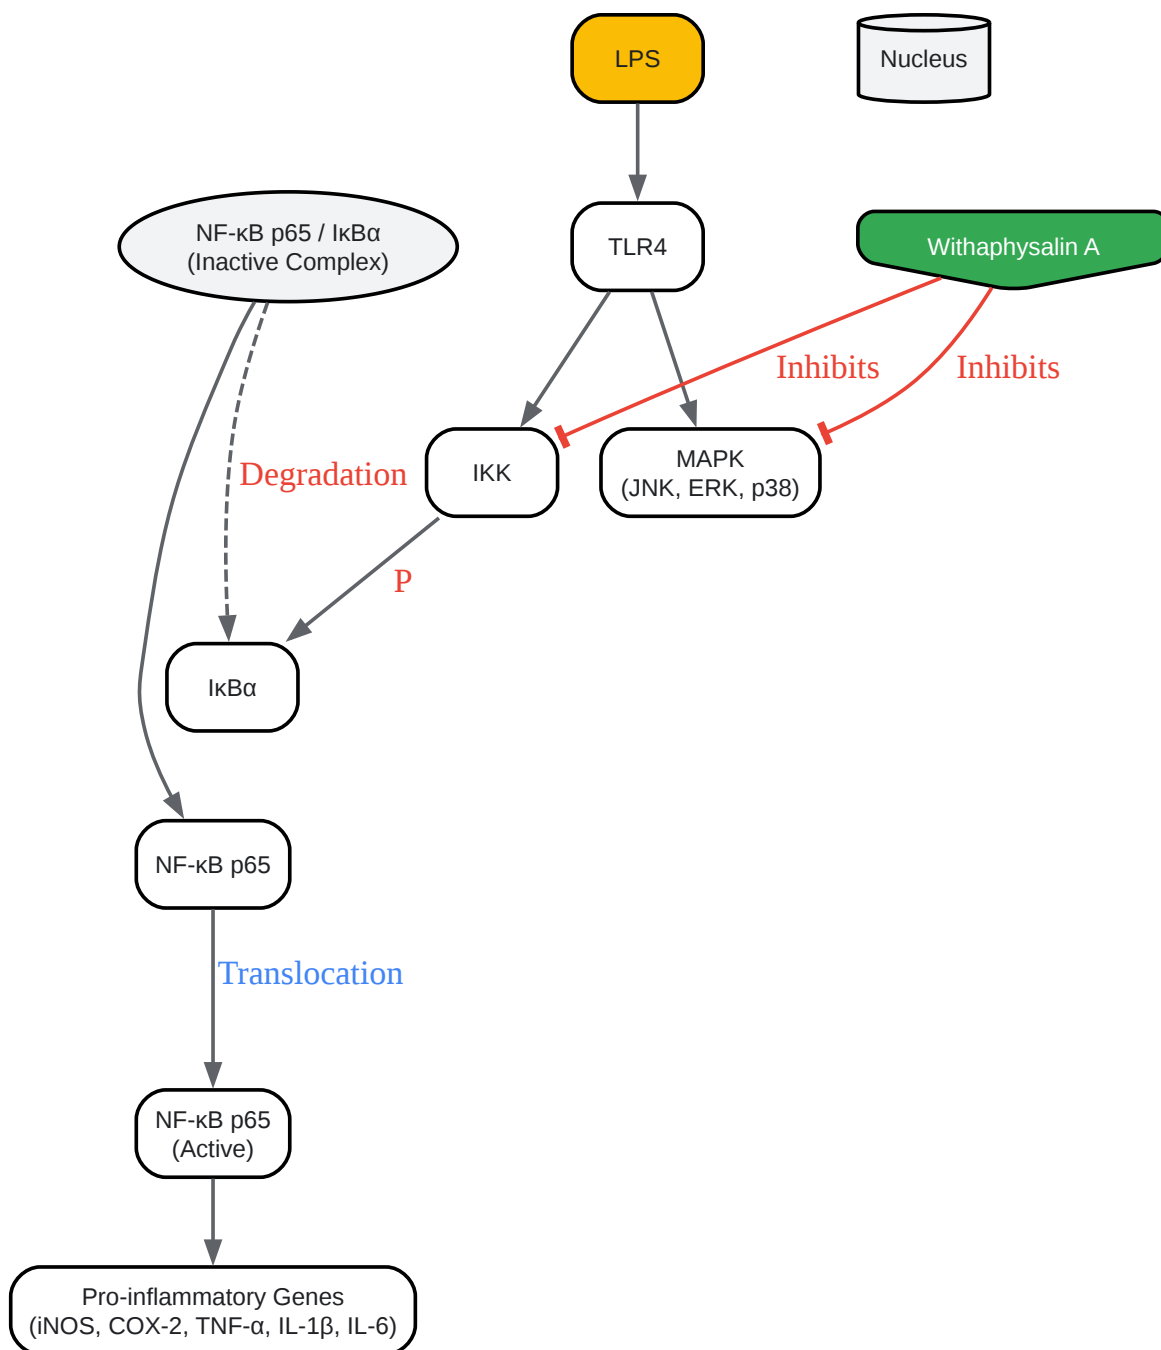 LPS
Nucleus
NF-κB p65 / IκBα
(Inactive Complex)
TLR4
Withaphysalin A
Inhibits
Inhibits
Degradation
IKK
MAPK
(JNK, ERK, p38)
P
IκBα
NF-κB p65
Translocation
NF-κB p65
(Active)
Pro-inflammatory Genes
(iNOS, COX-2, TNF-α, IL-1β, IL-6)